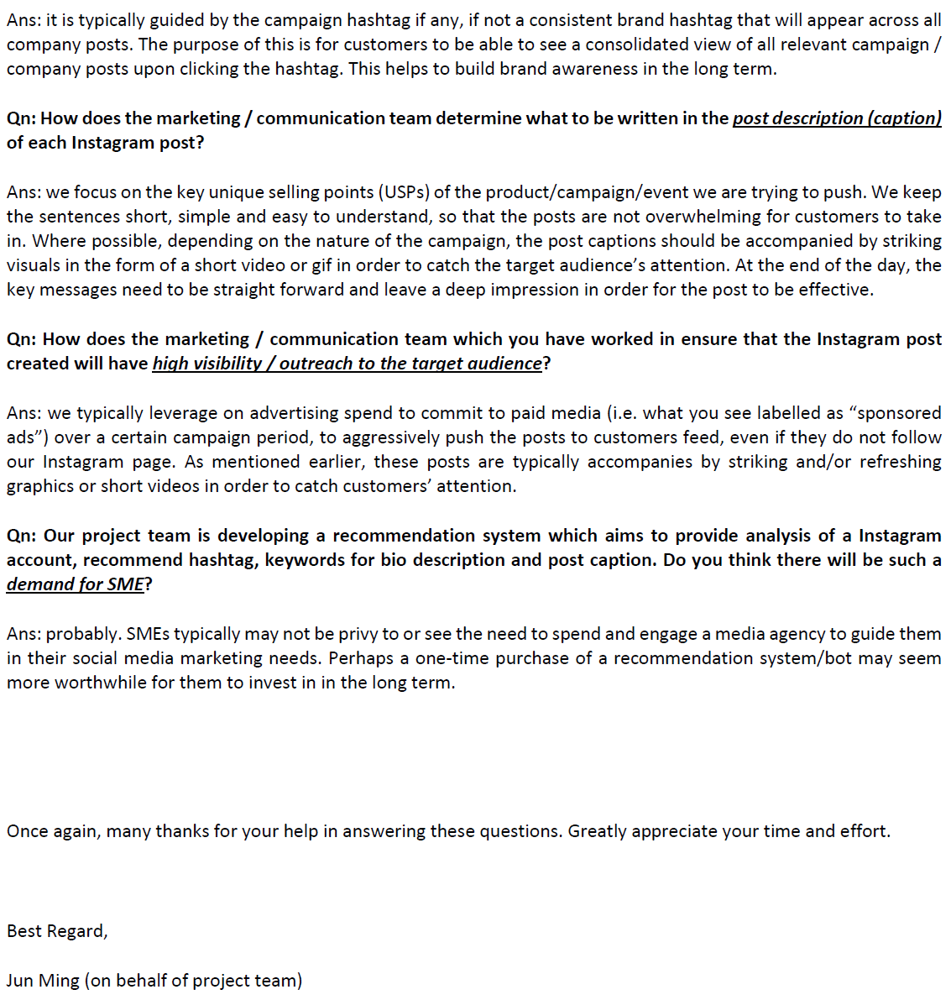 Ans: it is typically guided by the campaign hashtag if any, if not a consistent brand hashtag that will appear across all
company posts. The purpose of this is for customers to be able to see a consolidated view of all relevant campaign /
company posts upon clicking the hashtag. This helps to build brand awareness in the long term.
Qn: How does the marketing / communication team determine what to be written in the post description (caption)
of each Instagram post?
Ans: we focus on the key unique selling points (USPs) of the product/campaign/event we are trying to push. We keep
the sentences short, simple and easy to understand, so that the posts are not overwhelming for customers to take
in. Where possible, depending on the nature of the campaign, the post captions should be accompanied by striking
visuals in the form of a short video or gif in order to catch the target audience’s attention. At the end of the day, the
key messages need to be straight forward and leave a deep impression in order for the post to be effective.
Qn: How does the marketing / communication team which you have worked in ensure that the Instagram post
created will have high visibility / outreach to the target audience?
Ans: we typically leverage on advertising spend to commit to paid media (i.e. what you see labelled as “sponsored
ads”) over a certain campaign period, to aggressively push the posts to customers feed, even if they do not follow
our Instagram page. As mentioned earlier, these posts are typically accompanies by striking and/or refreshing
graphics or short videos in order to catch customers’ attention.
Qn: Our project team is developing a recommendation system which aims to provide analysis of a Instagram
account, recommend hashtag, keywords for bio description and post caption. Do you think there will be such a
demand for SME?
Ans: probably. SMEs typically may not be privy to or see the need to spend and engage a media agency to guide them
in their social media marketing needs. Perhaps a one-time purchase of a recommendation system/bot may seem
more worthwhile for them to invest in in the long term.
Once again, many thanks for your help in answering these questions. Greatly appreciate your time and effort.
Best Regard,
Jun Ming (on behalf of project team)